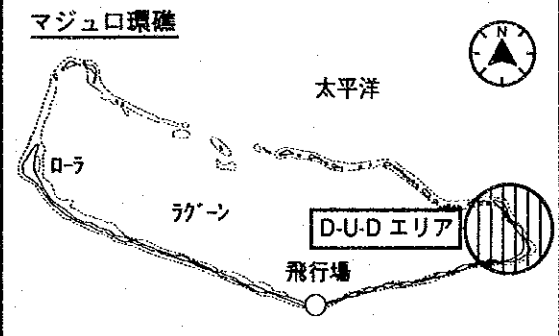 マジュロ環礁
N
太平洋
ローラ
ラグーン
D-U-D エリア
飛行場